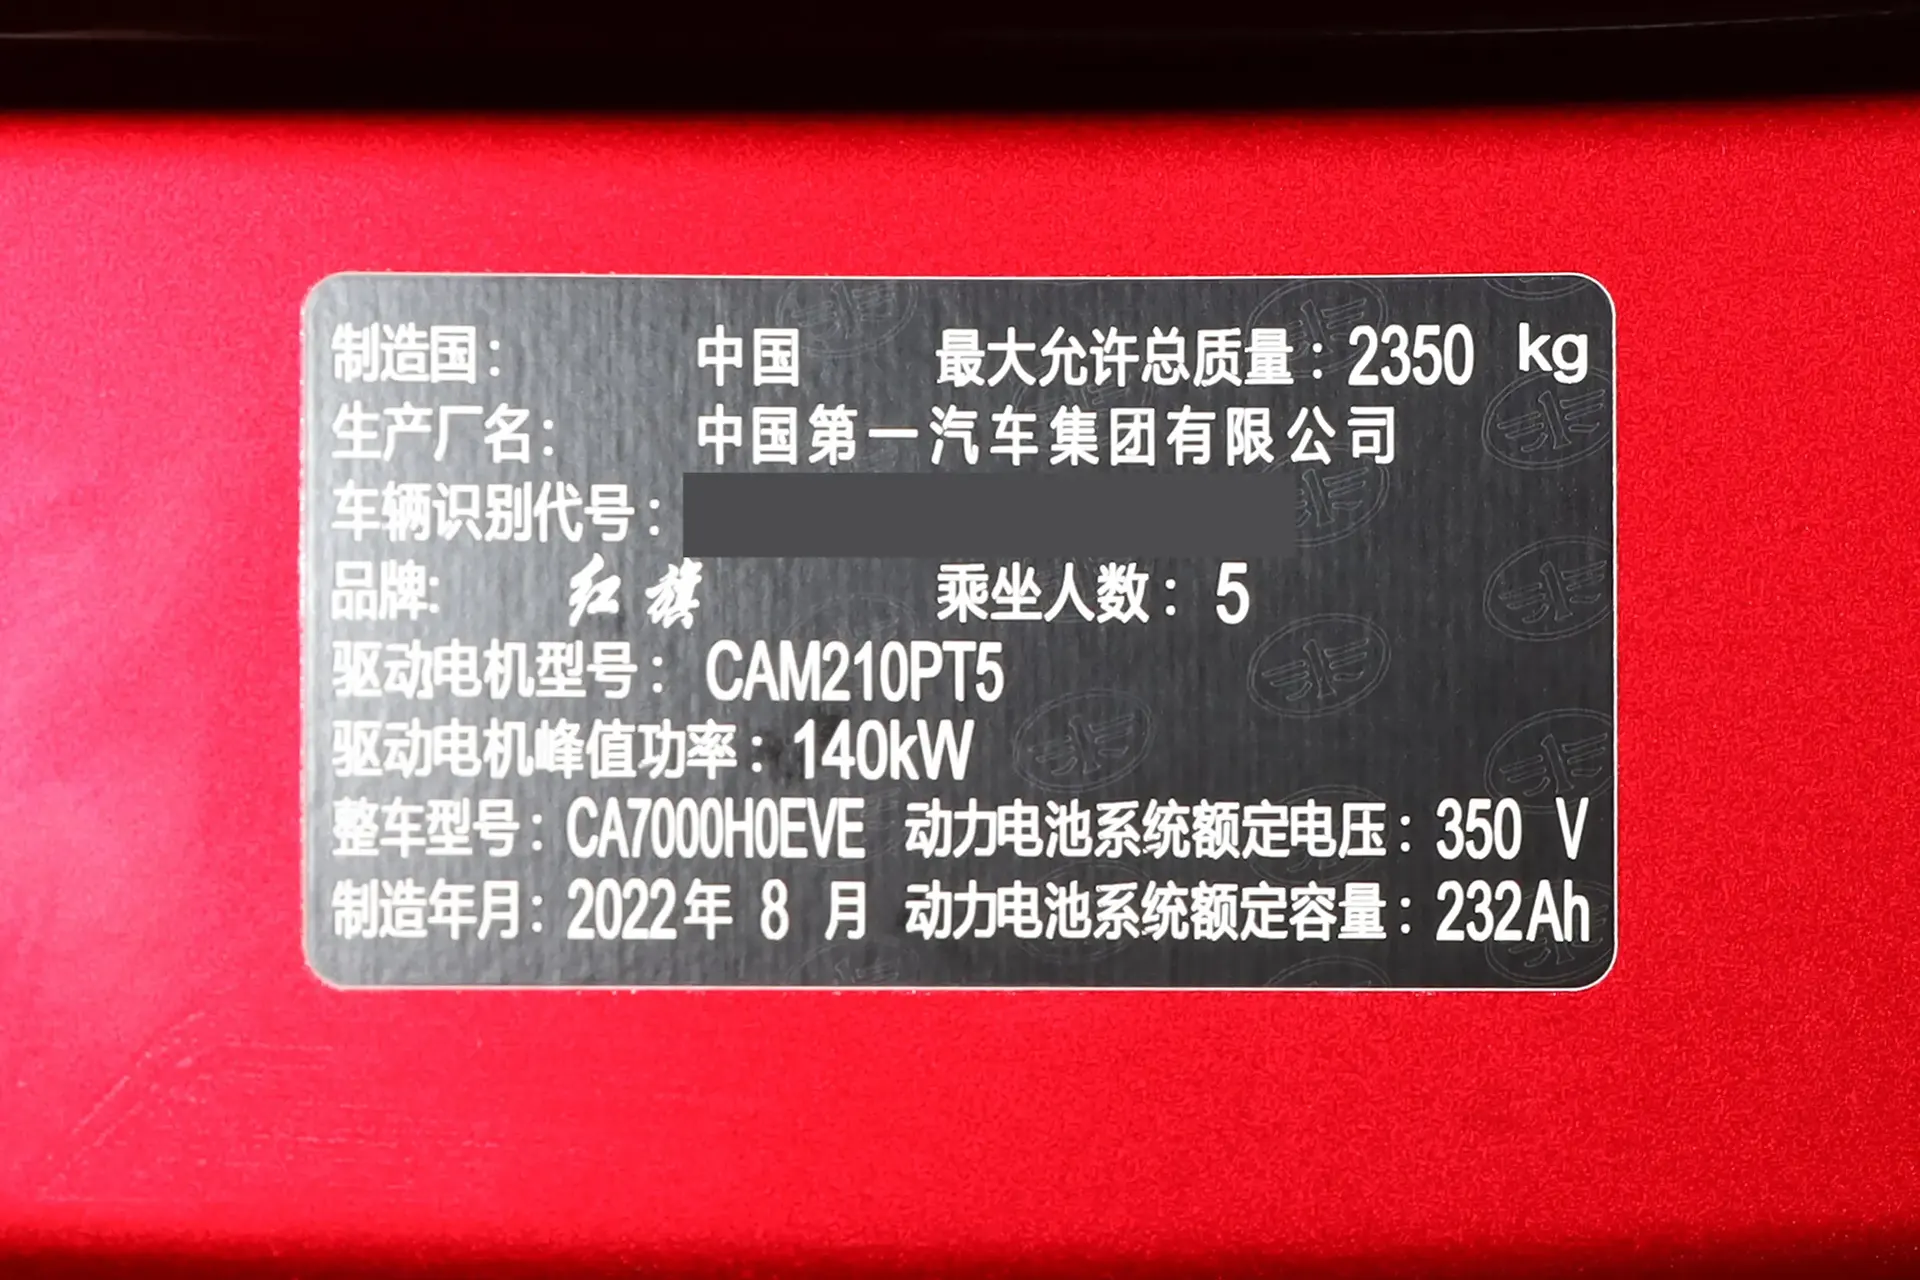 制造国： 中国 最大允许总质量：2350 kg
生产厂名： 中国第一汽车集团有限公司
车辆识别代号：
品牌: 红旗 乘坐人数：5
驱动电机型号：CAM210PT5
驱动电机峰值功率：140kW
整车型号：CA7000H0EVE 动力电池系统额定电压：350 V
制造年月：2022年 8 月 动力电池系统额定容量：232Ah